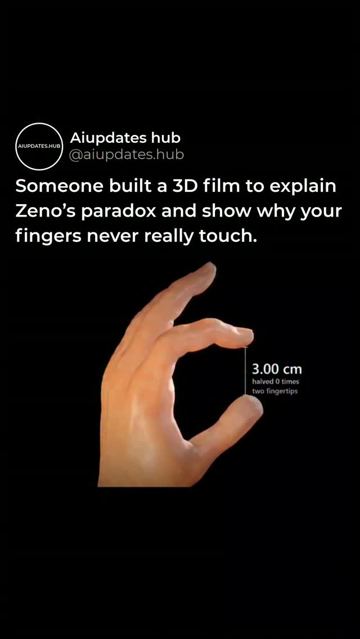 AIUPDATES.HUB
Aiupdates hub
@aiupdates.hub
Someone built a 3D film to explain
Zeno’s paradox and show why your
fingers never really touch.
3.00 cm
halved 0 times
two fingertips